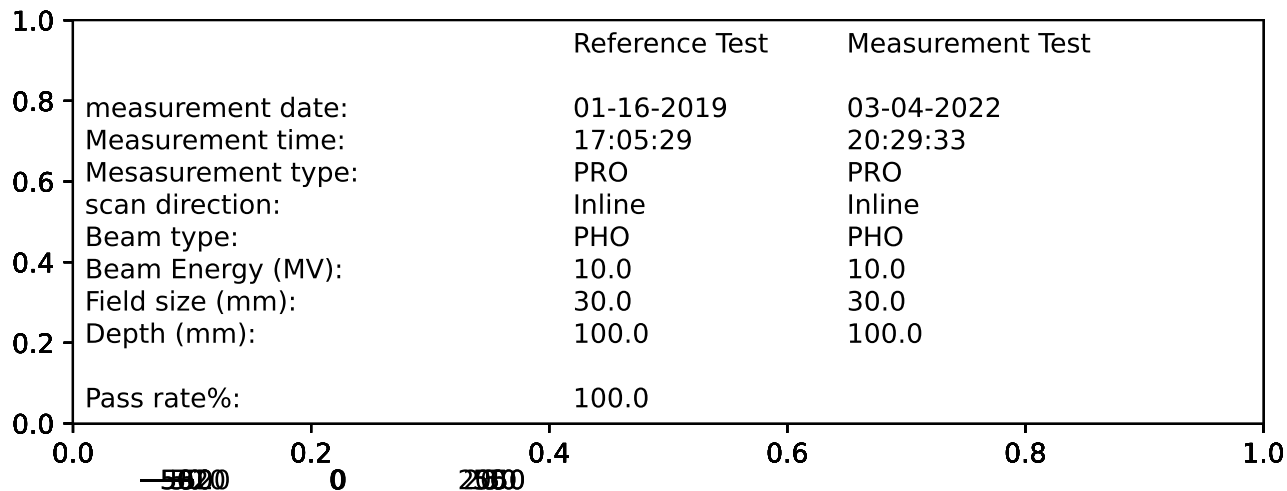 1.0
Reference Test Measurement Test
0.8
measurement date: 01-16-2019 03-04-2022
Measurement time: 17:05:29 20:29:33
0.6
Mesasurement type: PRO PRO
scan direction: Inline Inline
Beam type: PHO PHO
0.4
Beam Energy (MV): 10.0 10.0
Field size (mm): 30.0 30.0
0.2
Depth (mm): 100.0 100.0
Pass rate%: 100.0
0.0
0.0 0.2 0.4 0.6 0.8 1.0
0